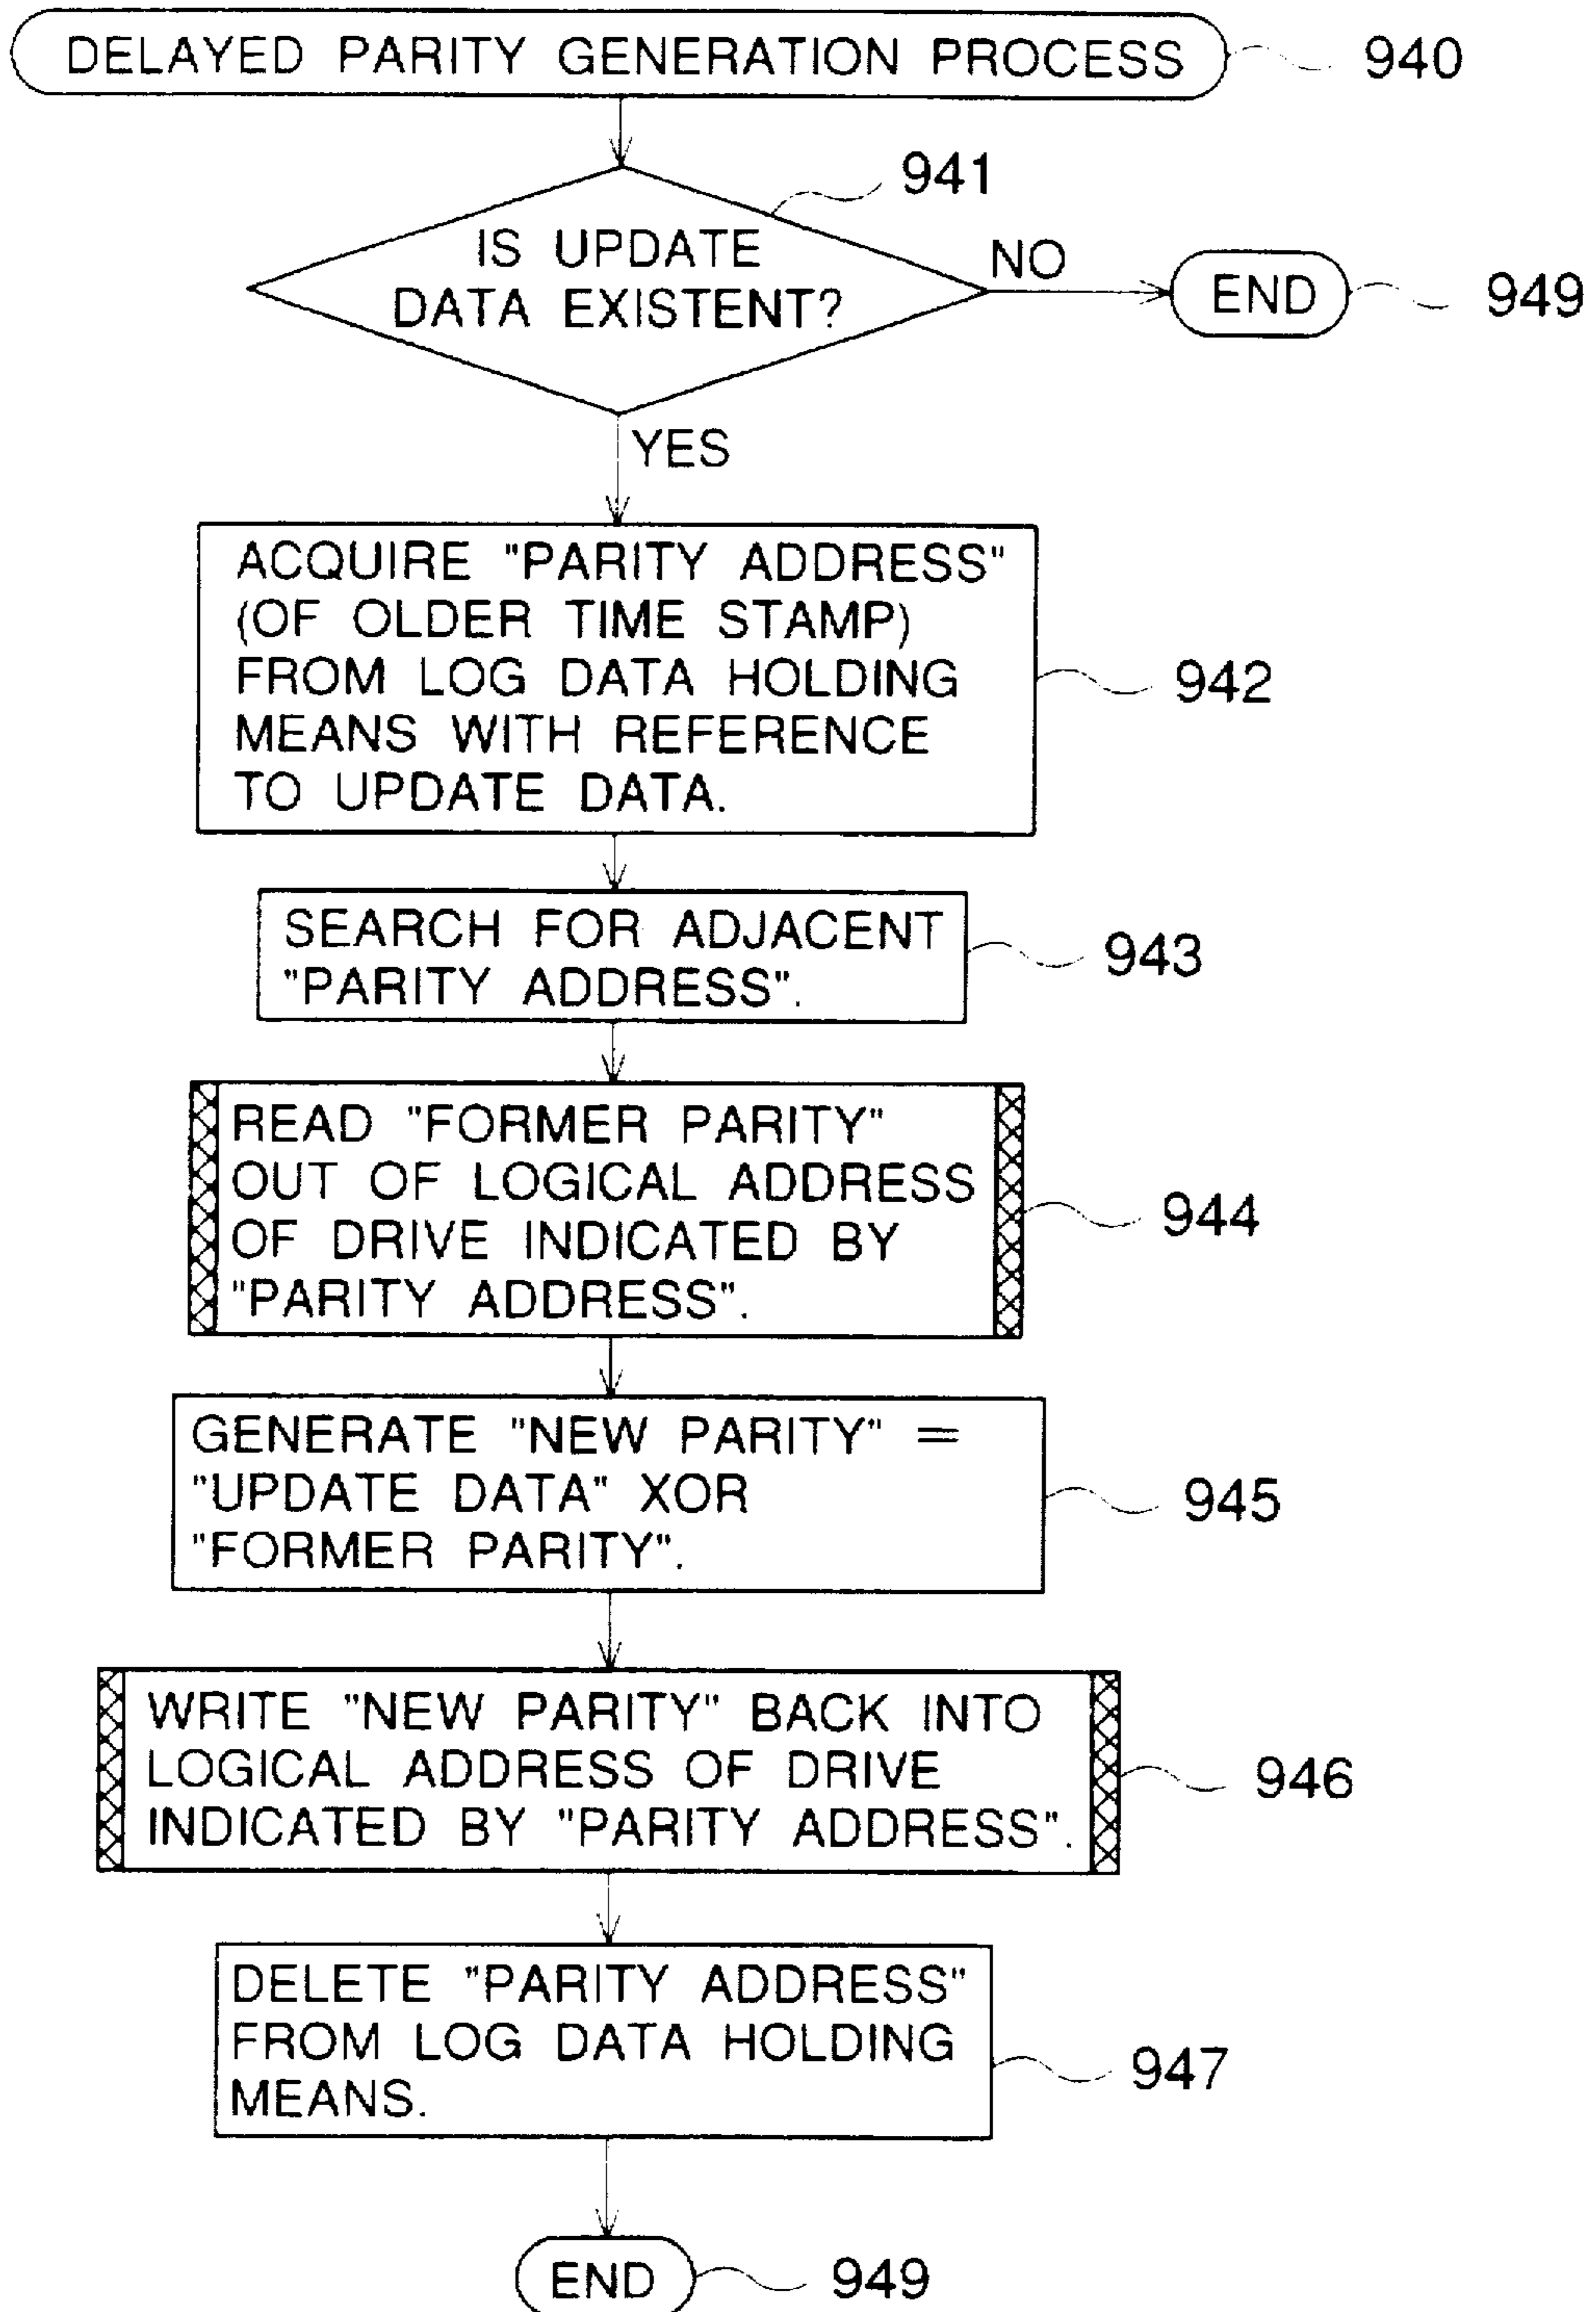 DELAYED PARITY GENERATION PROCESS 940
941
IS UPDATE
DATA EXISTENT?
NO
END 949
YES
ACQUIRE "PARITY ADDRESS"
(OF OLDER TIME STAMP)
FROM LOG DATA HOLDING
MEANS WITH REFERENCE
TO UPDATE DATA.
942
SEARCH FOR ADJACENT
"PARITY ADDRESS".
943
READ "FORMER PARITY"
OUT OF LOGICAL ADDRESS
OF DRIVE INDICATED BY
"PARITY ADDRESS".
944
GENERATE "NEW PARITY" =
"UPDATE DATA" XOR
"FORMER PARITY".
945
WRITE "NEW PARITY" BACK INTO
LOGICAL ADDRESS OF DRIVE
INDICATED BY "PARITY ADDRESS".
946
DELETE "PARITY ADDRESS"
FROM LOG DATA HOLDING
MEANS.
947
END 949